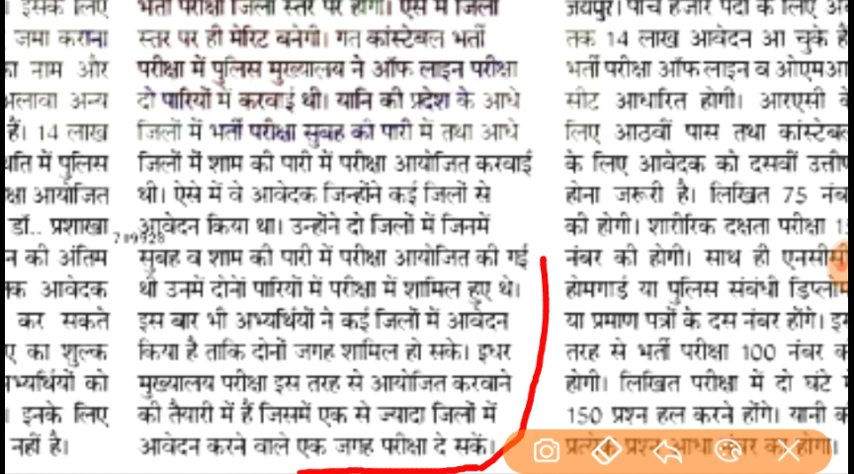 इसके लिए
जमा कराना
नाम और
अलावा अन्य
हैं। 14 लाख
में पुलिस
आयोजित
डॉ.. प्रशाखा
की अंतिम
आवेदक
कर सकते
का शुल्क
को
इनके लिए
नहीं है।
भर्ती परीक्षा जिला स्तर पर होगी। ऐसे में जिला
स्तर पर ही मेरिट बनेगी। गत कांस्टेबल भर्ती
परीक्षा में पुलिस मुख्यालय ने ऑफ लाइन परीक्षा
दो पारियों में करवाई थी। यानि की प्रदेश के आधे
जिलों में भर्ती परीक्षा सुबह की पारी में तथा आधे
जिलों में शाम की पारी में परीक्षा आयोजित करवाई
थी। ऐसे में वे आवेदक जिन्होंने कई जिलों से
आवेदन किया था। उन्होंने दो जिलों में जिनमें
सुबह व शाम की पारी में परीक्षा आयोजित की गई
थी उनमें दोनों पारियों में परीक्षा में शामिल हुए थे।
इस बार भी अभ्यर्थियों ने कई जिलों में आवेदन
किया है ताकि दोनों जगह शामिल हो सके। इधर
मुख्यालय परीक्षा इस तरह से आयोजित करवाने
की तैयारी में हैं जिसमें एक से ज्यादा जिलों में
आवेदन करने वाले एक जगह परीक्षा दे सकें।
जयपुर। पांच हजार पदों के लिए
तक 14 लाख आवेदन आ चुके है
भर्ती परीक्षा ऑफ लाइन व ओएमआ
सीट आधारित होगी। आरएसी
लिए आठवीं पास तथा कांस्टेबल
के लिए आवेदक को दसवीं उत्तीण
होना जरूरी है। लिखित 75 नंब
की होगी। शारीरिक दक्षता परीक्षा
नंबर की होगी। साथ ही एनसीसी
होमगार्ड या पुलिस संबंधी डिप्लोम
या प्रमाण पत्रों के दस नंबर होंगे।
तरह से भर्ती परीक्षा 100 नंबर
होगी। लिखित परीक्षा में दो घंटे
150 प्रश्न हल करने होंगे। यानी
प्रत्येक प्रश्न आधा नंबर का होगा।